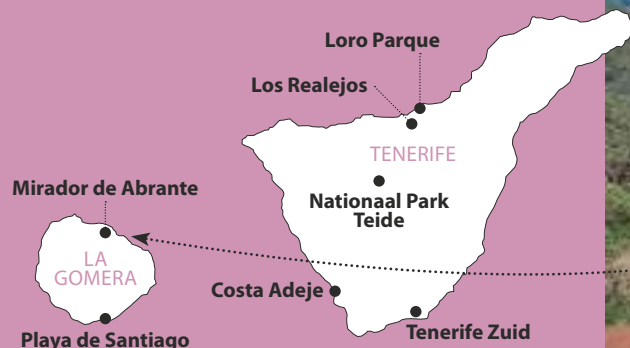 Loro Parque
Los Realejos
TENERIFE
Nationaal Park
Teide
Mirador de Abrante
LA
GOMERA
Costa Adeje
Tenerife Zuid
Playa de Santiago